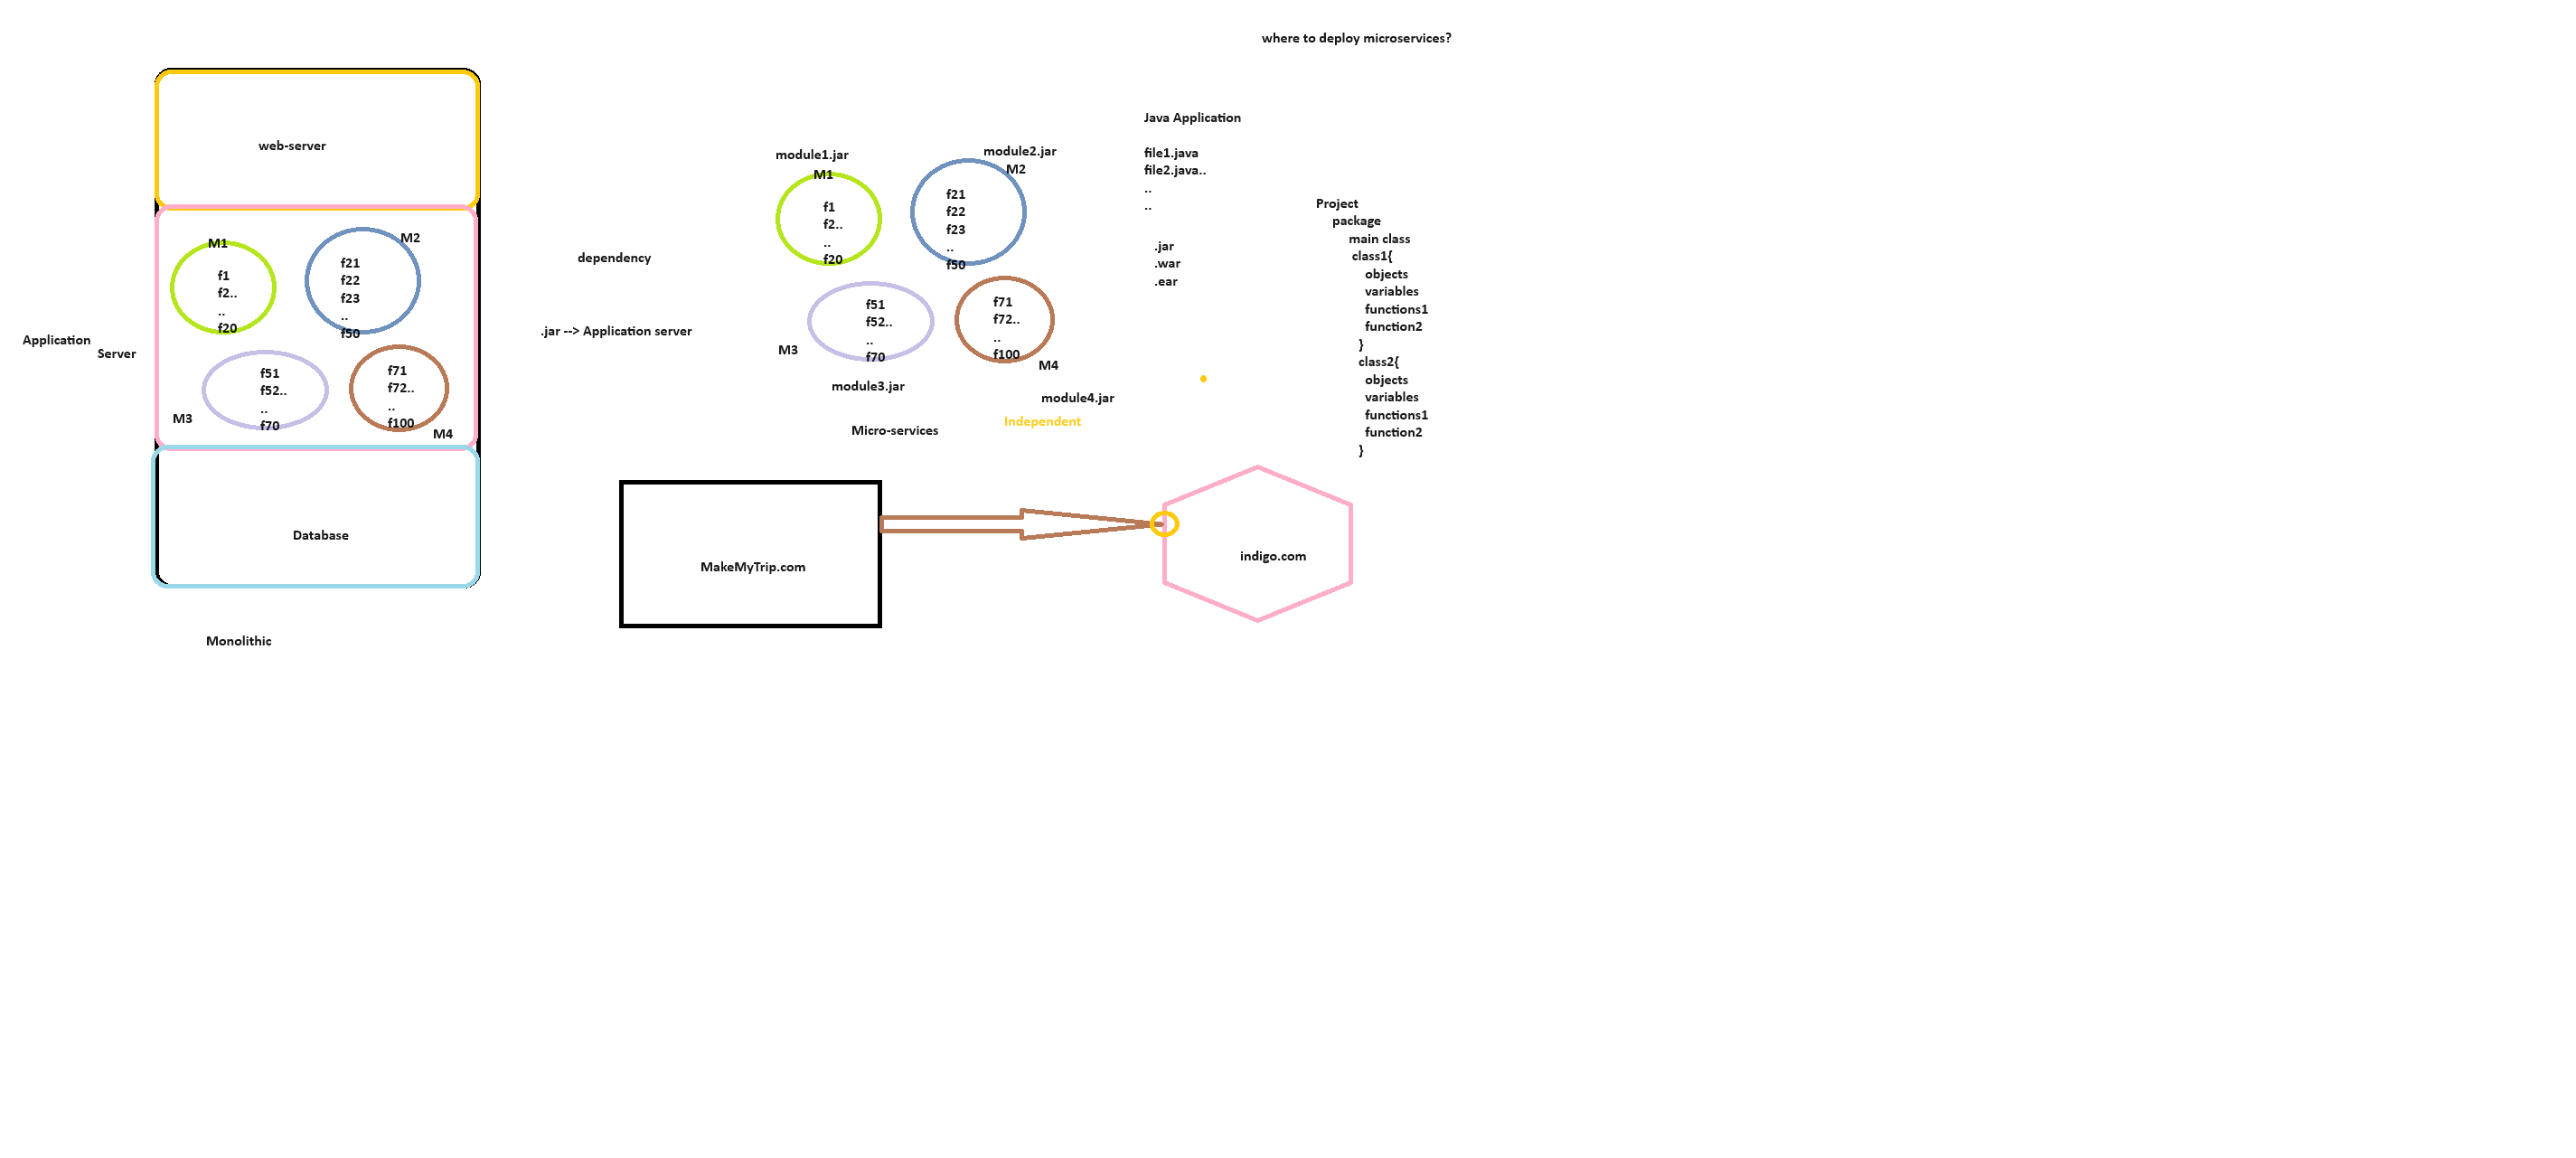 where to deploy microservices?
web-server
Application
Server
M1
f1
f2..
..
f20
M2
f21
f22
f23
..
f50
M3
f51
f52..
..
f70
f71
f72..
..
f100
M4
Database
Monolithic
dependency
.jar --> Application server
module1.jar
M1
f1
f2..
..
f20
module2.jar
M2
f21
f22
f23
..
f50
f51
f52..
..
f70
M3
module3.jar
f71
f72..
..
f100
M4
module4.jar
Micro-services
Independent
Java Application
file1.java
file2.java..
..
..
.jar
.war
.ear
Project
package
main class
class1{
objects
variables
functions1
function2
}
class2{
objects
variables
functions1
function2
}
MakeMyTrip.com
indigo.com